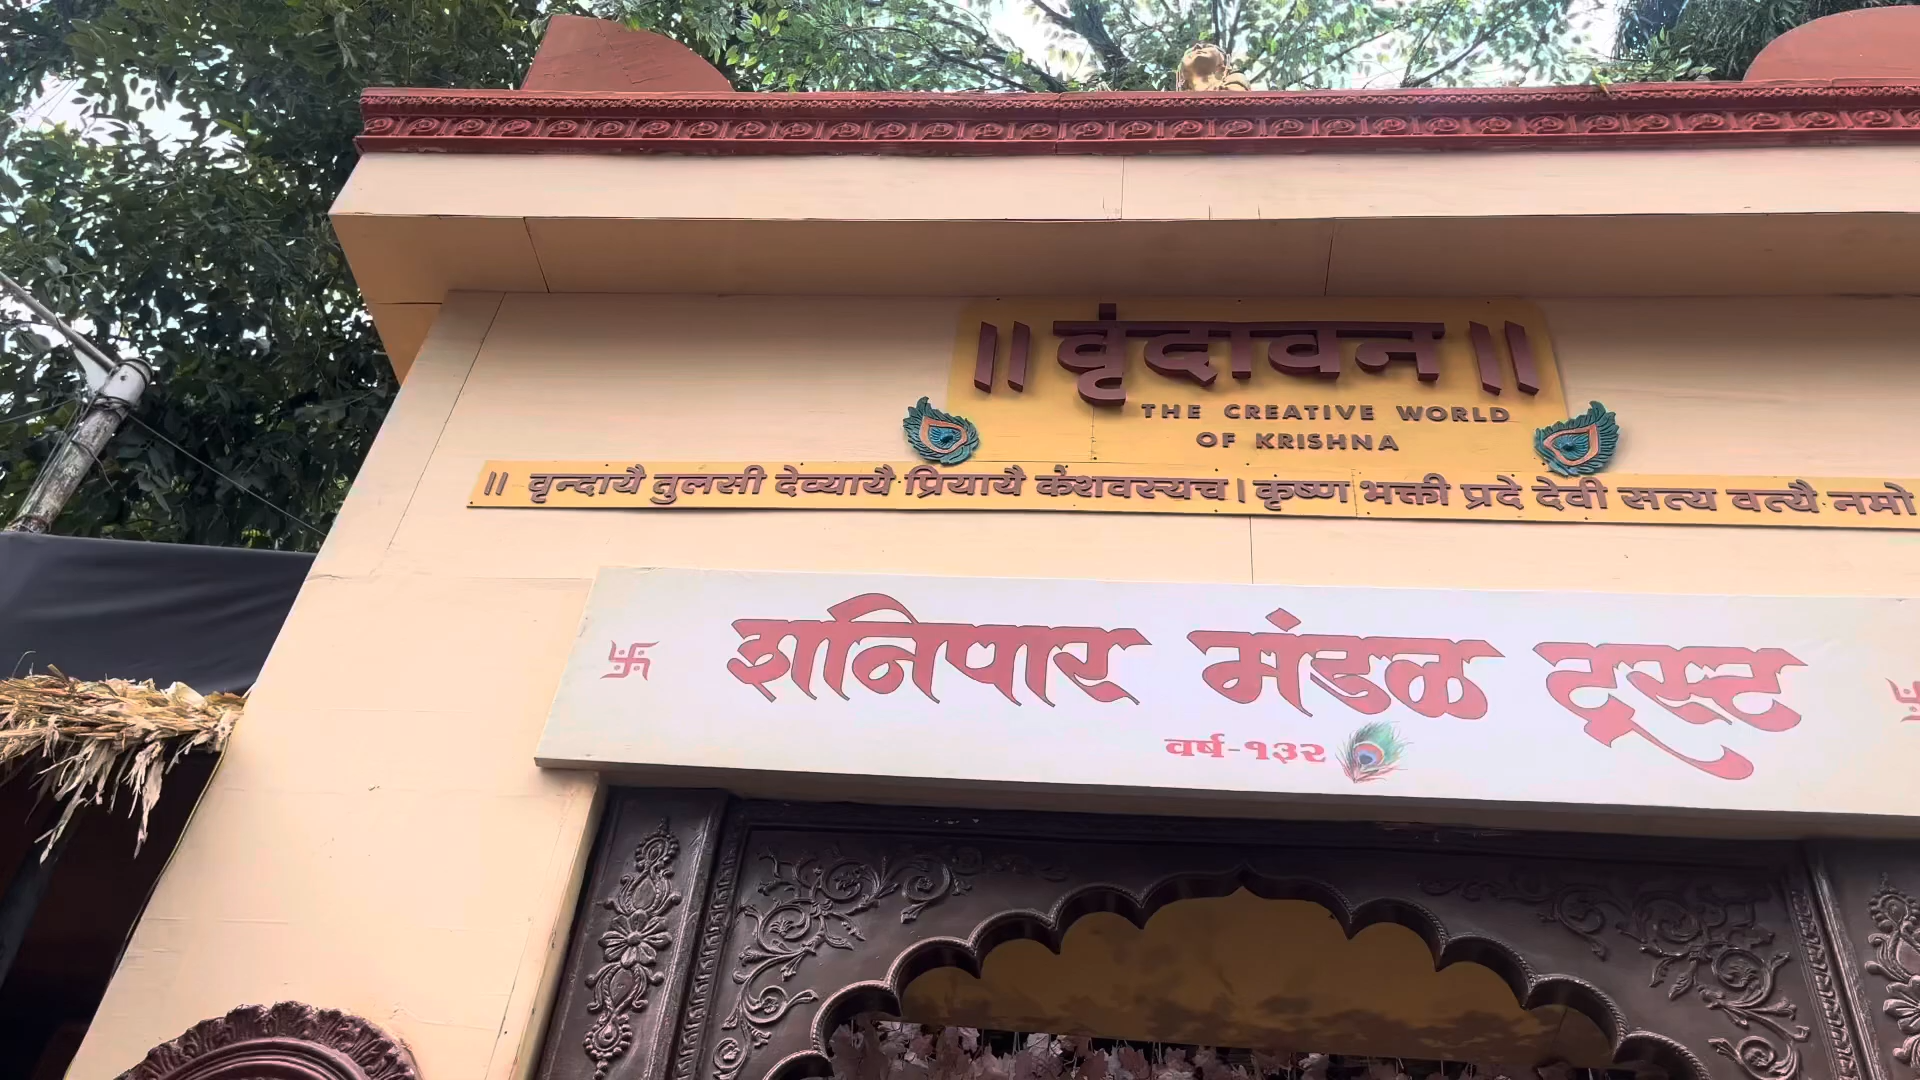 ॥ वृंदावन ॥
THE CREATIVE WORLD
OF KRISHNA
॥ वृन्दायै तुलसी देव्यायै प्रियायै केशवस्यच। कृष्ण भक्ती प्रदे देवी सत्य वत्यै नमो
शनिपार मंडळ ट्रस्ट
वर्ष-१३२